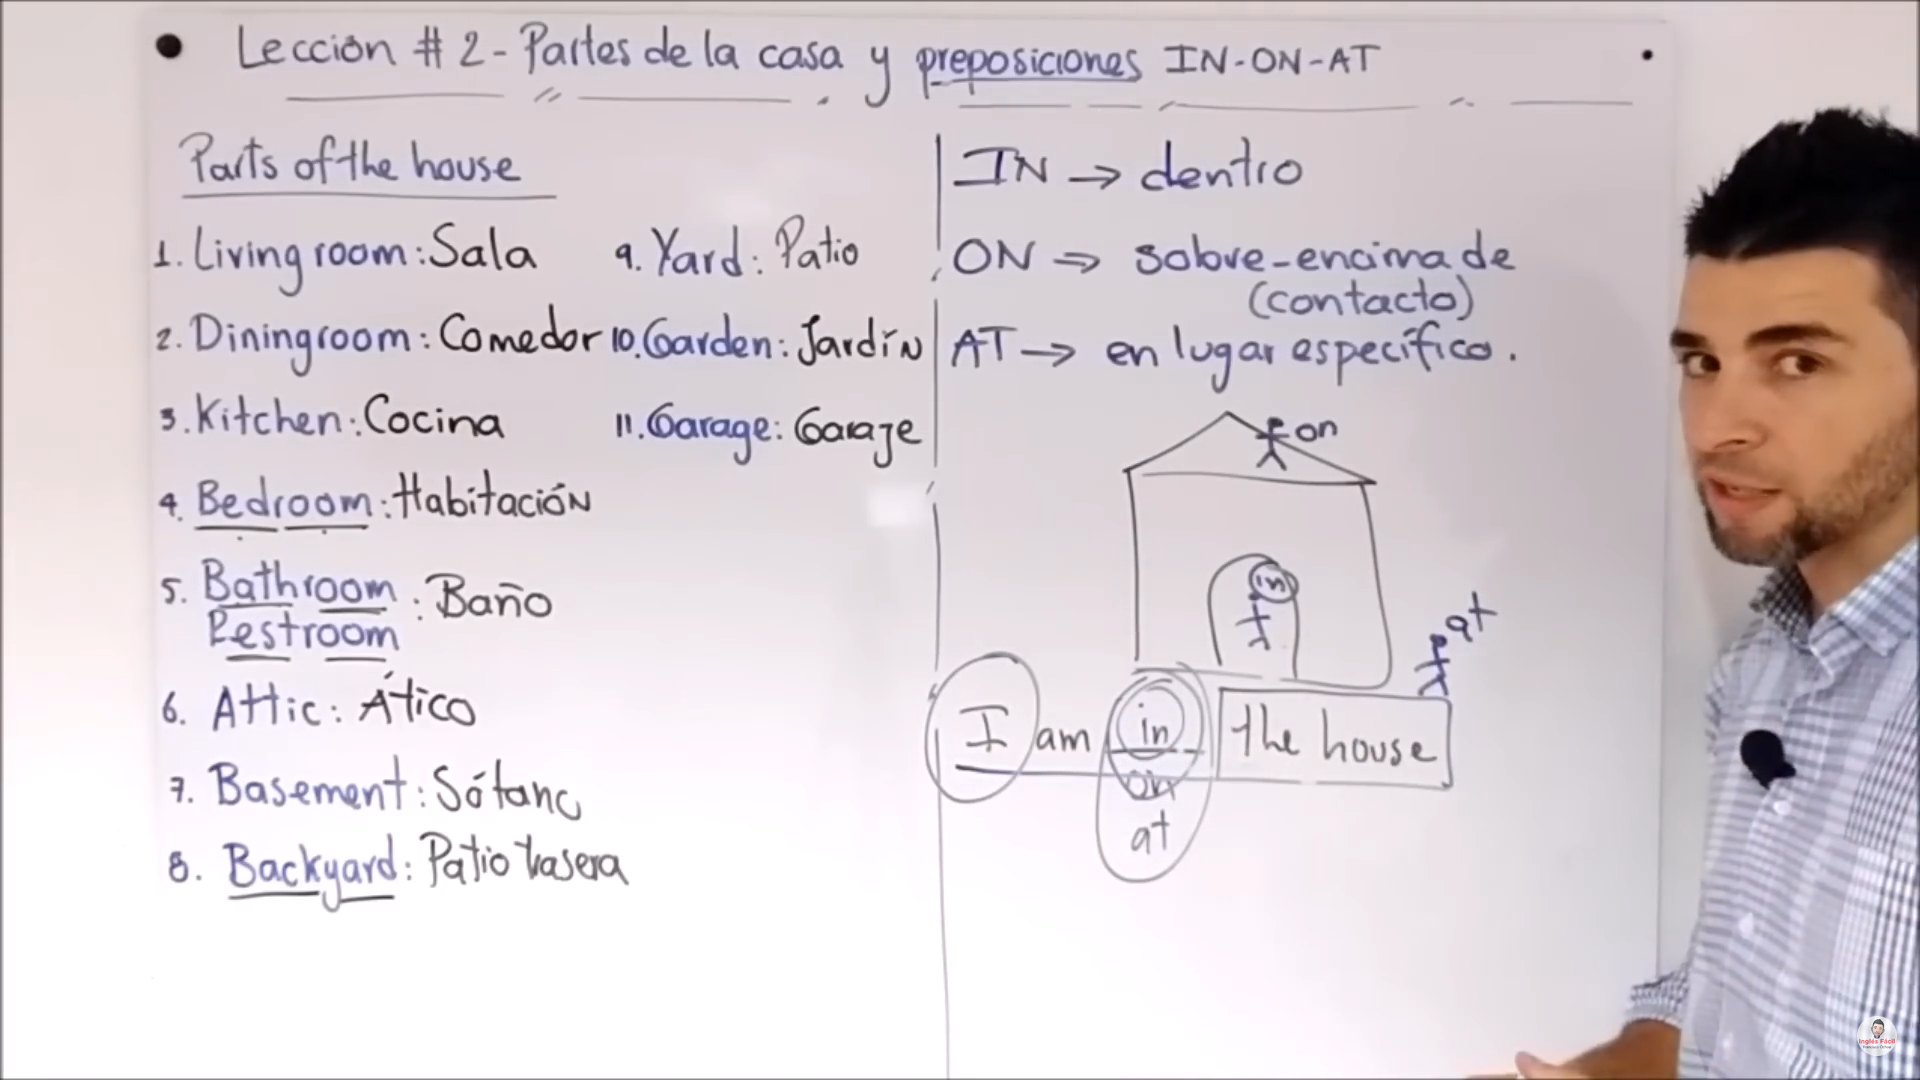 Lección # 2 - Partes de la casa y preposiciones IN-ON-AT
Parts of the house
1. Living room: Sala
2. Diningroom: Comedor
3. Kitchen: Cocina
4. Bedroom: Habitación
5. Bathroom
Restroom : Baño
6. Attic: Ático
7. Basement: Sótano
8. Backyard: Patio trasera
9. Yard: Patio
10. Garden: Jardín
11. Garage: Garaje
IN → dentro
ON → sobre-encima de
(contacto)
AT → en lugar específico.
on
in
at
I am in the house
on
at
Inglés Fácil